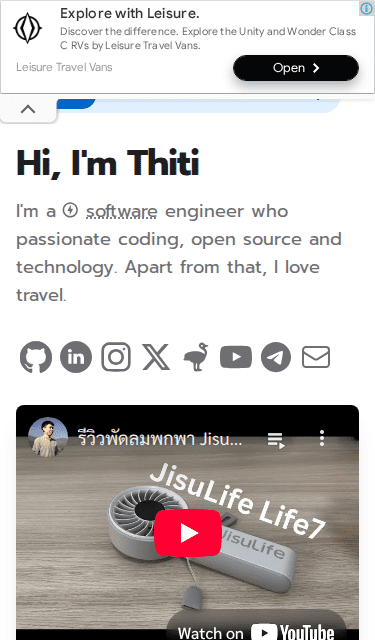 Explore with Leisure.
Discover the difference. Explore the Unity and Wonder Class
C RVs by Leisure Travel Vans.
Leisure Travel Vans
Open
Hi, I'm Thiti
I'm a software engineer who
passionate coding, open source and
technology. Apart from that, I love
travel.
รีวิวพัดลมพกพา Jisu...
JisuLife Life7
JisuLife
Watch on YouTube